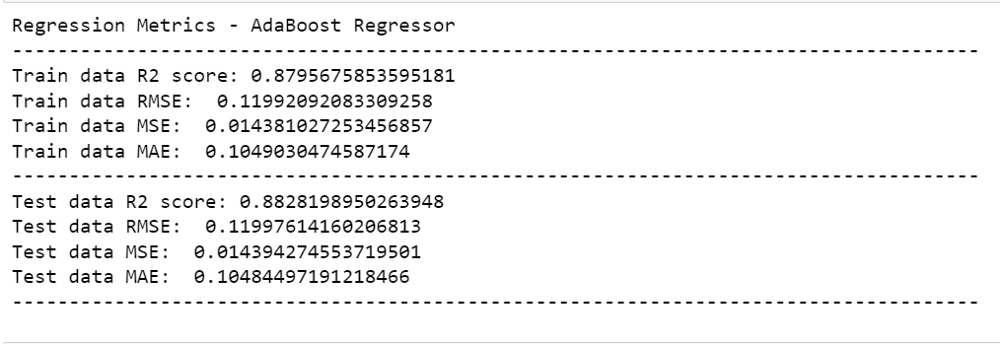 Regression Metrics - AdaBoost Regressor
-------------------------------------------------------------------------------------
Train data R2 score: 0.8795675853595181
Train data RMSE:  0.11992092083309258
Train data MSE:  0.014381027253456857
Train data MAE:  0.1049030474587174
-------------------------------------------------------------------------------------
Test data R2 score: 0.8828198950263948
Test data RMSE:  0.11997614160206813
Test data MSE:  0.014394274553719501
Test data MAE:  0.10484497191218466
-------------------------------------------------------------------------------------